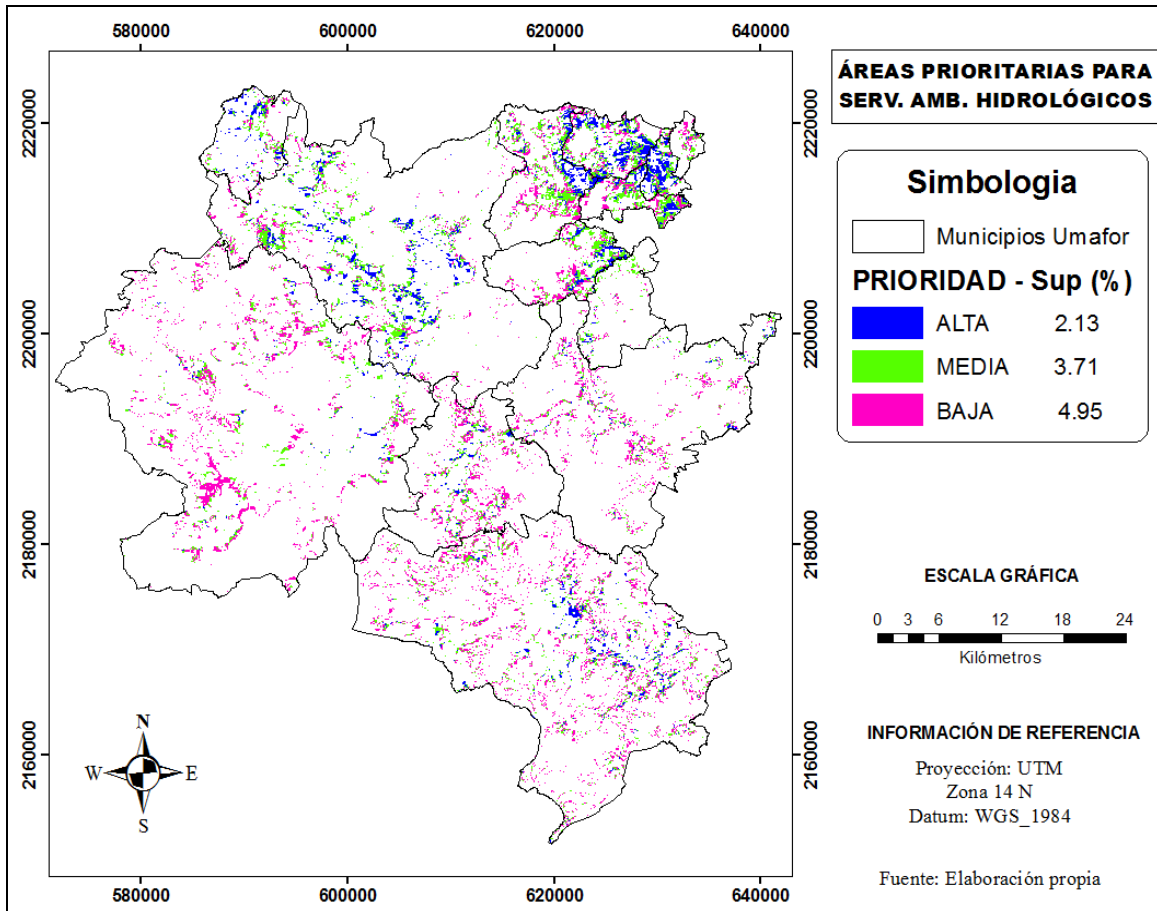 580000 600000 620000 640000
2220000 2220000
2200000 2200000
2180000 2180000
2160000 2160000
N
W E
S
580000 600000 620000 640000
ÁREAS PRIORITARIAS PARA
SERV. AMB. HIDROLÓGICOS
Simbologia
Municipios Umafor
PRIORIDAD - Sup (%)
ALTA 2.13
MEDIA 3.71
BAJA 4.95
ESCALA GRÁFICA
0 3 6 12 18 24
Kilómetros
INFORMACIÓN DE REFERENCIA
Proyección: UTM
Zona 14 N
Datum: WGS_1984
Fuente: Elaboración propia